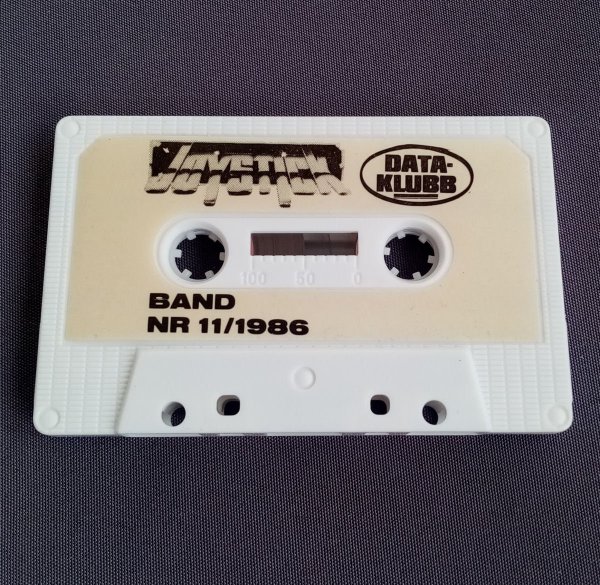 JOYSTICK
DATA-
KLUBB
100 50 0
BAND
NR 11/1986